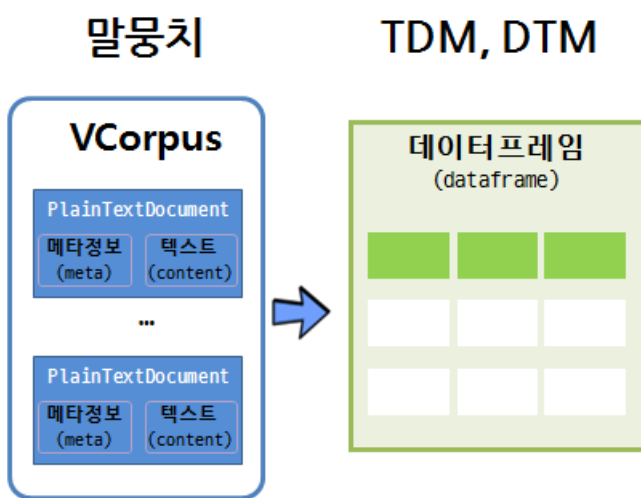 말뭉치
VCorpus
PlainTextDocument
메타정보
(meta)
텍스트
(content)
...
PlainTextDocument
메타정보
(meta)
텍스트
(content)
TDM, DTM
데이터프레임
(dataframe)